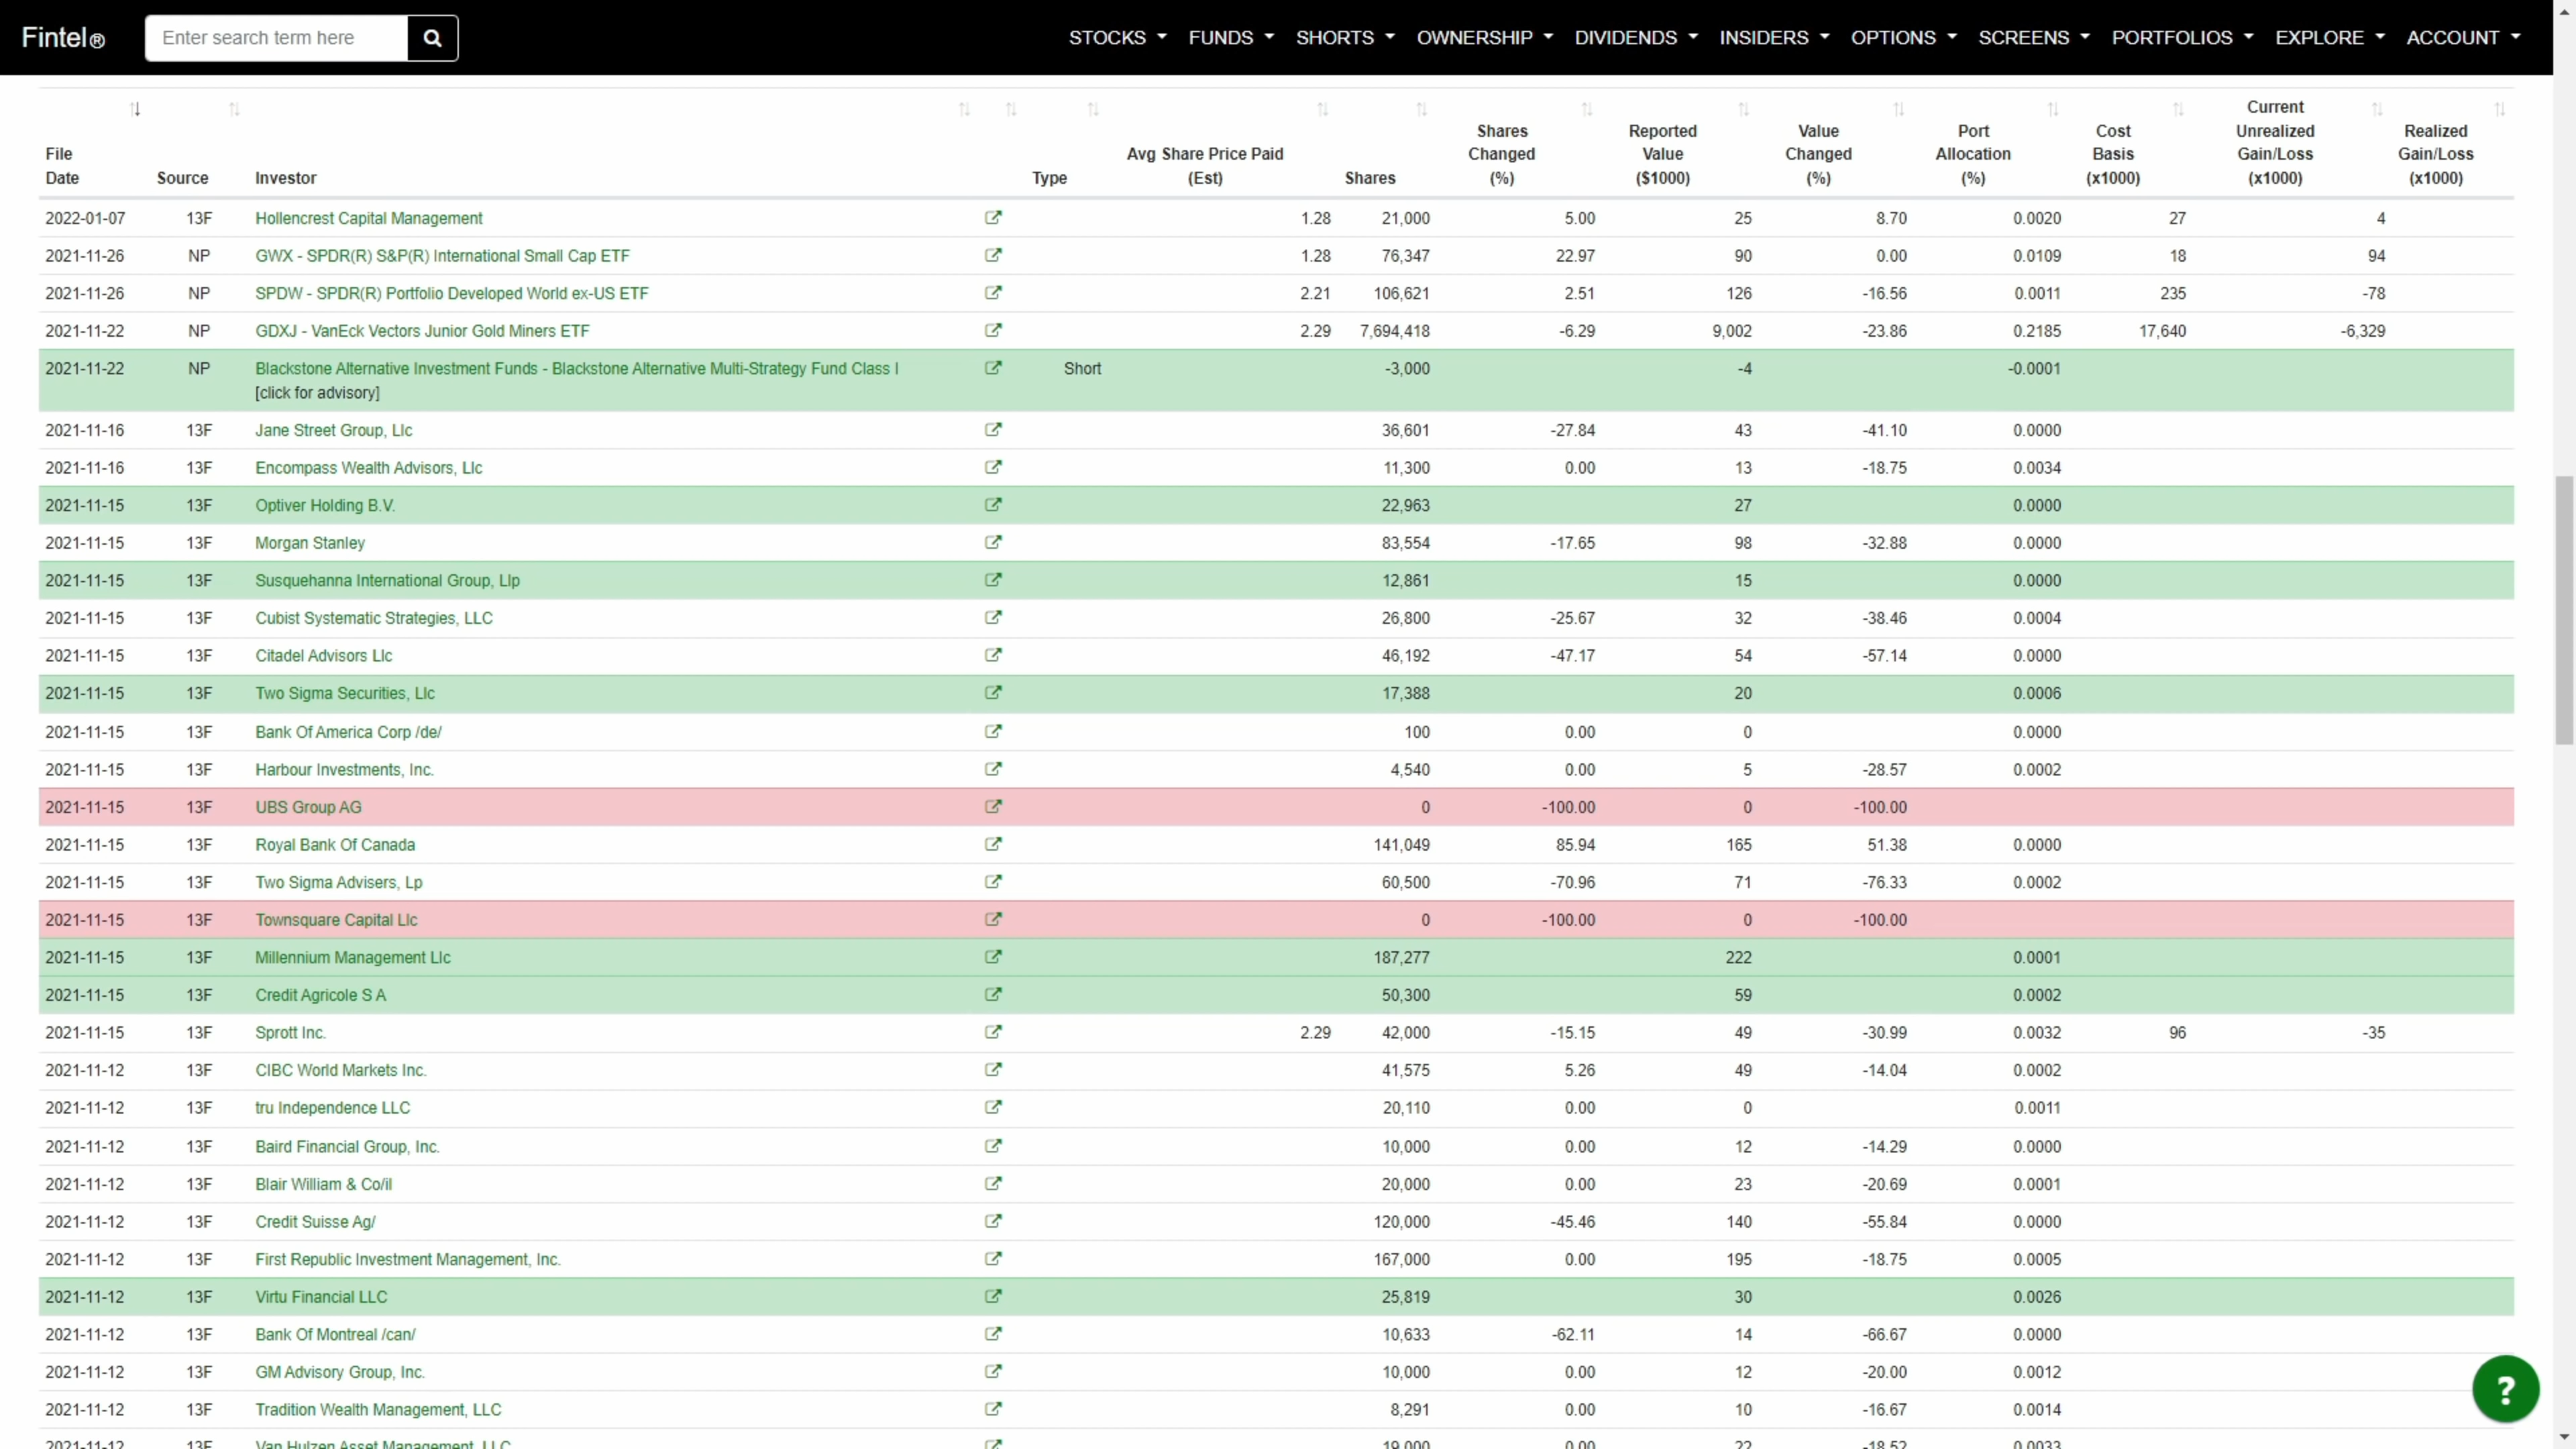 Fintel®
Enter search term here
STOCKS FUNDS SHORTS OWNERSHIP DIVIDENDS INSIDERS OPTIONS SCREENS PORTFOLIOS EXPLORE ACCOUNT
File Date Source Investor Type Avg Share Price Paid (Est) Shares Shares Changed (%) Reported Value ($1000) Value Changed (%) Port Allocation (%) Cost Basis (x1000) Current Unrealized Gain/Loss (x1000) Realized Gain/Loss (x1000)
2022-01-07 13F Hollencrest Capital Management 1.28 21,000 5.00 25 8.70 0.0020 27 4
2021-11-26 NP GWX - SPDR(R) S&P(R) International Small Cap ETF 1.28 76,347 22.97 90 0.00 0.0109 18 94
2021-11-26 NP SPDW - SPDR(R) Portfolio Developed World ex-US ETF 2.21 106,621 2.51 126 -16.56 0.0011 235 -78
2021-11-22 NP GDXJ - VanEck Vectors Junior Gold Miners ETF 2.29 7,694,418 -6.29 9,002 -23.86 0.2185 17,640 -6,329
2021-11-22 NP Blackstone Alternative Investment Funds - Blackstone Alternative Multi-Strategy Fund Class I Short -3,000 -4 -0.0001
[click for advisory]
2021-11-16 13F Jane Street Group, Llc 36,601 -27.84 43 -41.10 0.0000
2021-11-16 13F Encompass Wealth Advisors, Llc 11,300 0.00 13 -18.75 0.0034
2021-11-15 13F Optiver Holding B.V. 22,963 27 0.0000
2021-11-15 13F Morgan Stanley 83,554 -17.65 98 -32.88 0.0000
2021-11-15 13F Susquehanna International Group, Llp 12,861 15 0.0000
2021-11-15 13F Cubist Systematic Strategies, LLC 26,800 -25.67 32 -38.46 0.0004
2021-11-15 13F Citadel Advisors Llc 46,192 -47.17 54 -57.14 0.0000
2021-11-15 13F Two Sigma Securities, Llc 17,388 20 0.0006
2021-11-15 13F Bank Of America Corp /de/ 100 0.00 0 0.0000
2021-11-15 13F Harbour Investments, Inc. 4,540 0.00 5 -28.57 0.0002
2021-11-15 13F UBS Group AG 0 -100.00 0 -100.00
2021-11-15 13F Royal Bank Of Canada 141,049 85.94 165 51.38 0.0000
2021-11-15 13F Two Sigma Advisers, Lp 60,500 -70.96 71 -76.33 0.0002
2021-11-15 13F Townsquare Capital Llc 0 -100.00 0 -100.00
2021-11-15 13F Millennium Management Llc 187,277 222 0.0001
2021-11-15 13F Credit Agricole S A 50,300 59 0.0002
2021-11-15 13F Sprott Inc. 2.29 42,000 -15.15 49 -30.99 0.0032 96 -35
2021-11-12 13F CIBC World Markets Inc. 41,575 5.26 49 -14.04 0.0002
2021-11-12 13F tru Independence LLC 20,110 0.00 0 0.0011
2021-11-12 13F Baird Financial Group, Inc. 10,000 0.00 12 -14.29 0.0000
2021-11-12 13F Blair William & Co/il 20,000 0.00 23 -20.69 0.0001
2021-11-12 13F Credit Suisse Ag/ 120,000 -45.46 140 -55.84 0.0000
2021-11-12 13F First Republic Investment Management, Inc. 167,000 0.00 195 -18.75 0.0005
2021-11-12 13F Virtu Financial LLC 25,819 30 0.0026
2021-11-12 13F Bank Of Montreal /can/ 10,633 -62.11 14 -66.67 0.0000
2021-11-12 13F GM Advisory Group, Inc. 10,000 0.00 12 -20.00 0.0012
2021-11-12 13F Tradition Wealth Management, LLC 8,291 0.00 10 -16.67 0.0014
2021-11-12 13F Van Hulzen Asset Management, LLC 19,000 0.00 22 -18.52 0.0033
?